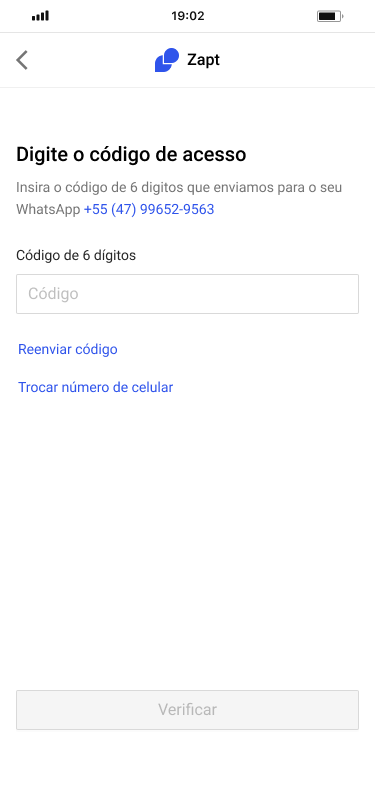 19:02
Zapt
Digite o código de acesso
Insira o código de 6 digitos que enviamos para o seu
WhatsApp +55 (47) 99652-9563
Código de 6 dígitos
Código
Reenviar código
Trocar número de celular
Verificar